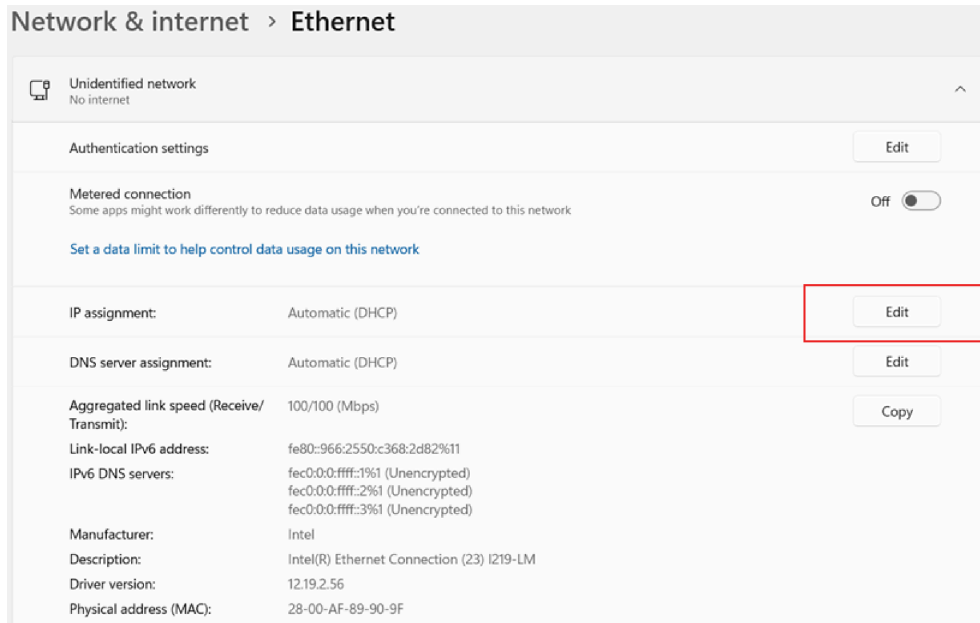 Network & internet > Ethernet
Unidentified network
No internet
Authentication settings Edit
Metered connection
Some apps might work differently to reduce data usage when you're connected to this network
Off
Set a data limit to help control data usage on this network
IP assignment: Automatic (DHCP) Edit
DNS server assignment: Automatic (DHCP) Edit
Aggregated link speed (Receive/ 100/100 (Mbps) Copy
Transmit):
Link-local IPv6 address: fe80::966:2550:c368:2d82%11
IPv6 DNS servers: fec0:0:0:ffff::1%1 (Unencrypted)
fec0:0:0:ffff::2%1 (Unencrypted)
fec0:0:0:ffff::3%1 (Unencrypted)
Manufacturer: Intel
Description: Intel(R) Ethernet Connection (23) I219-LM
Driver version: 12.19.2.56
Physical address (MAC): 28-00-AF-89-90-9F